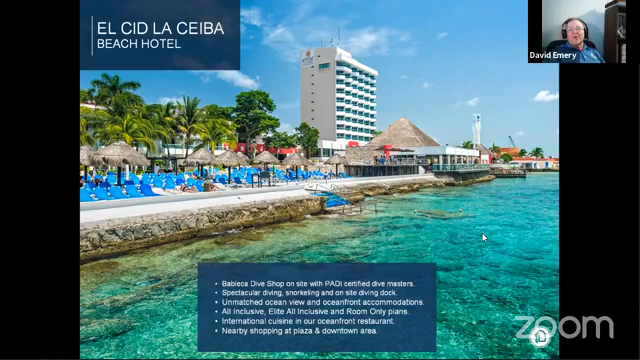 EL CID LA CEIBA
BEACH HOTEL
David Emery
• Babieca Dive Shop on site with PADI certified dive masters.
• Spectacular diving, snorkeling and on site diving dock.
• Unmatched ocean view and oceanfront accommodations.
• All Inclusive, Elite All Inclusive and Room Only plans.
• International cuisine in our oceanfront restaurant.
• Nearby shopping at plaza & downtown area.
zoom